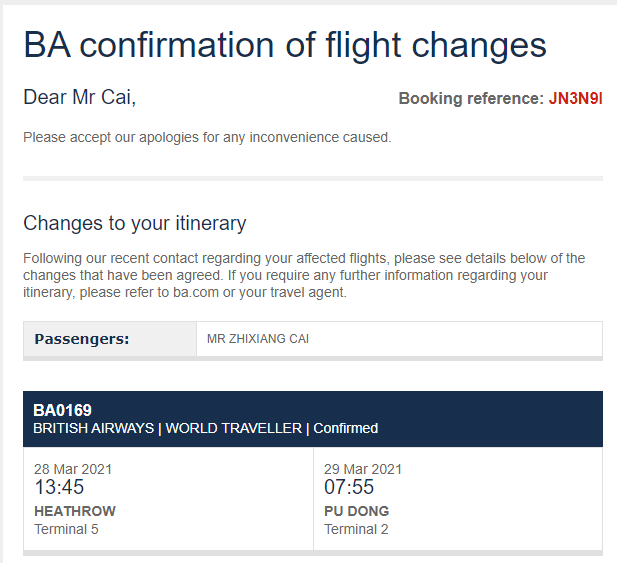 BA confirmation of flight changes
Dear Mr Cai,
Booking reference: JN3N9I
Please accept our apologies for any inconvenience caused.
Changes to your itinerary
Following our recent contact regarding your affected flights, please see details below of the
changes that have been agreed. If you require any further information regarding your
itinerary, please refer to ba.com or your travel agent.
Passengers:
MR ZHIXIANG CAI
BA0169
BRITISH AIRWAYS | WORLD TRAVELLER | Confirmed
28 Mar 2021
13:45
HEATHROW
Terminal 5
29 Mar 2021
07:55
PU DONG
Terminal 2